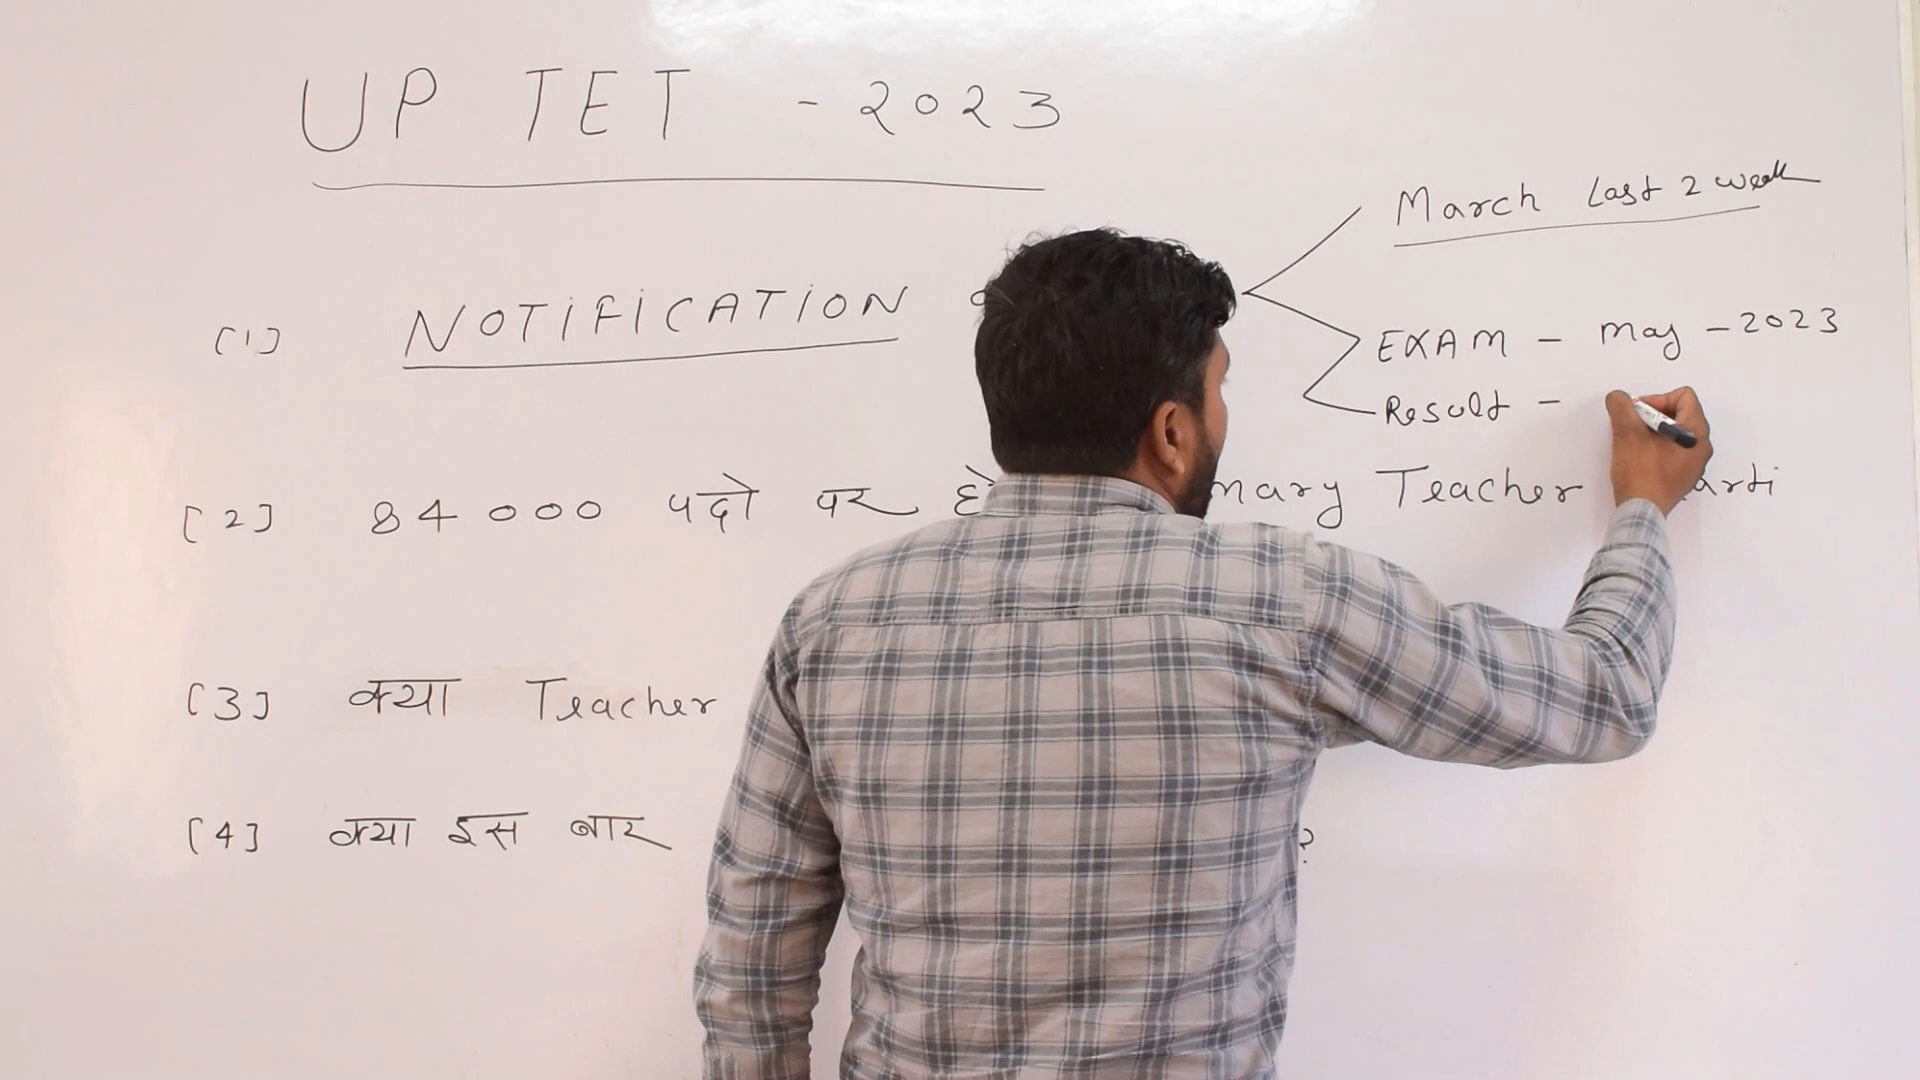 UP TET - 2023
March Last 2 week
(1) NOTIFICATION
EXAM - May - 2023
Result -
[2] 84000 पदो पर mary Teacher arti
[3] क्या Teacher
[4] क्या इस बार ?